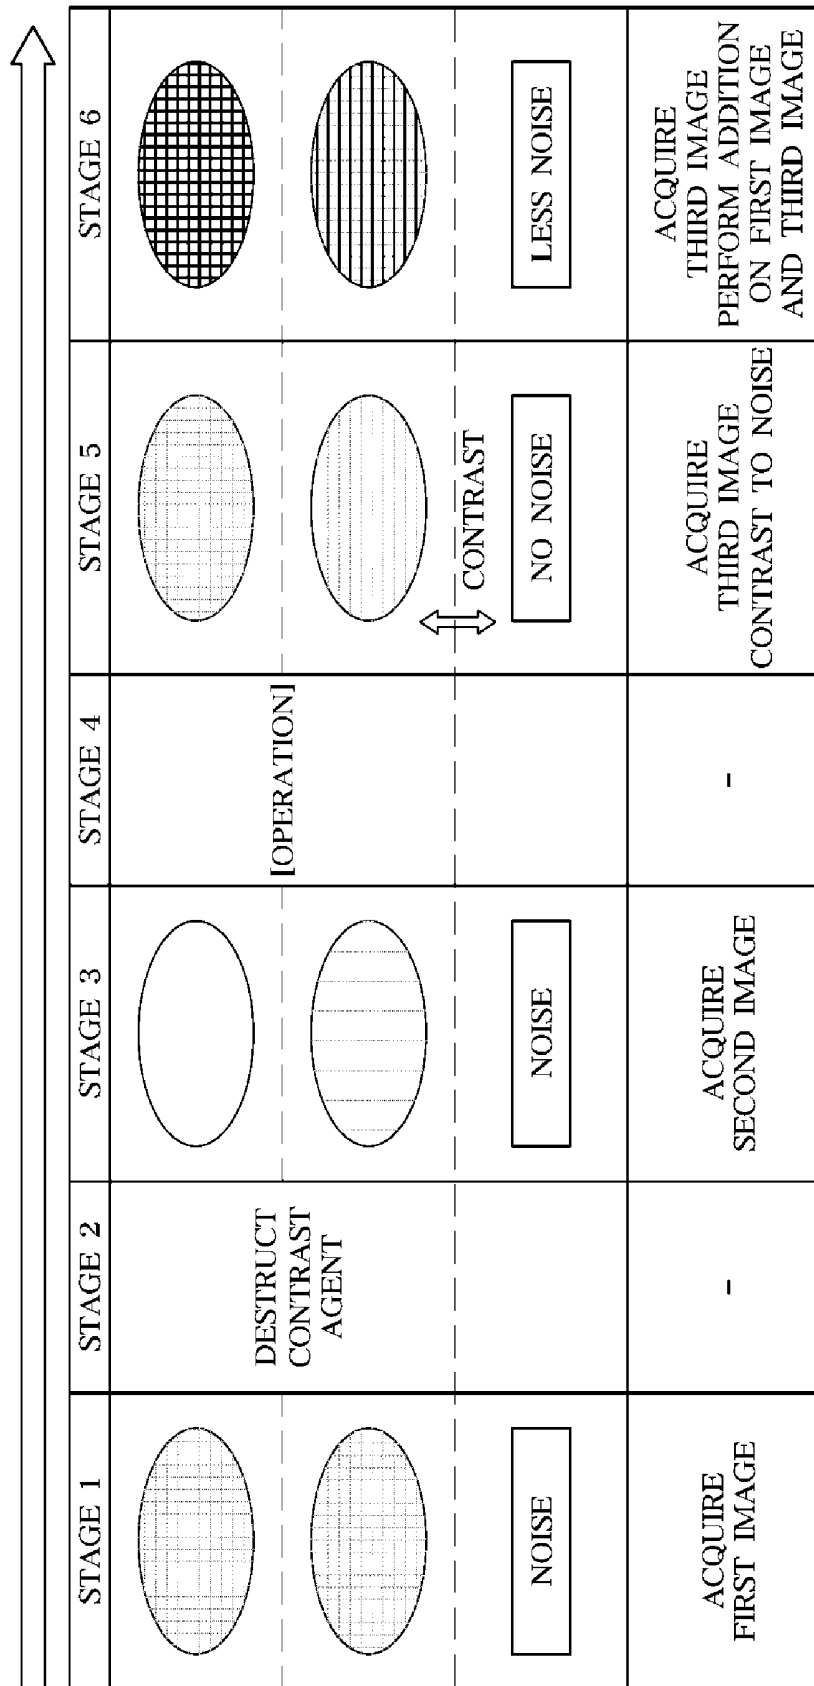 STAGE 1
STAGE 2
STAGE 3
STAGE 4
STAGE 5
STAGE 6
DESTRUCT
CONTRAST
AGENT
[OPERATION]
CONTRAST
NOISE
NOISE
NO NOISE
LESS NOISE
ACQUIRE
FIRST IMAGE
-
ACQUIRE
SECOND IMAGE
-
ACQUIRE
THIRD IMAGE
CONTRAST TO NOISE
ACQUIRE
THIRD IMAGE
PERFORM ADDITION
ON FIRST IMAGE
AND THIRD IMAGE